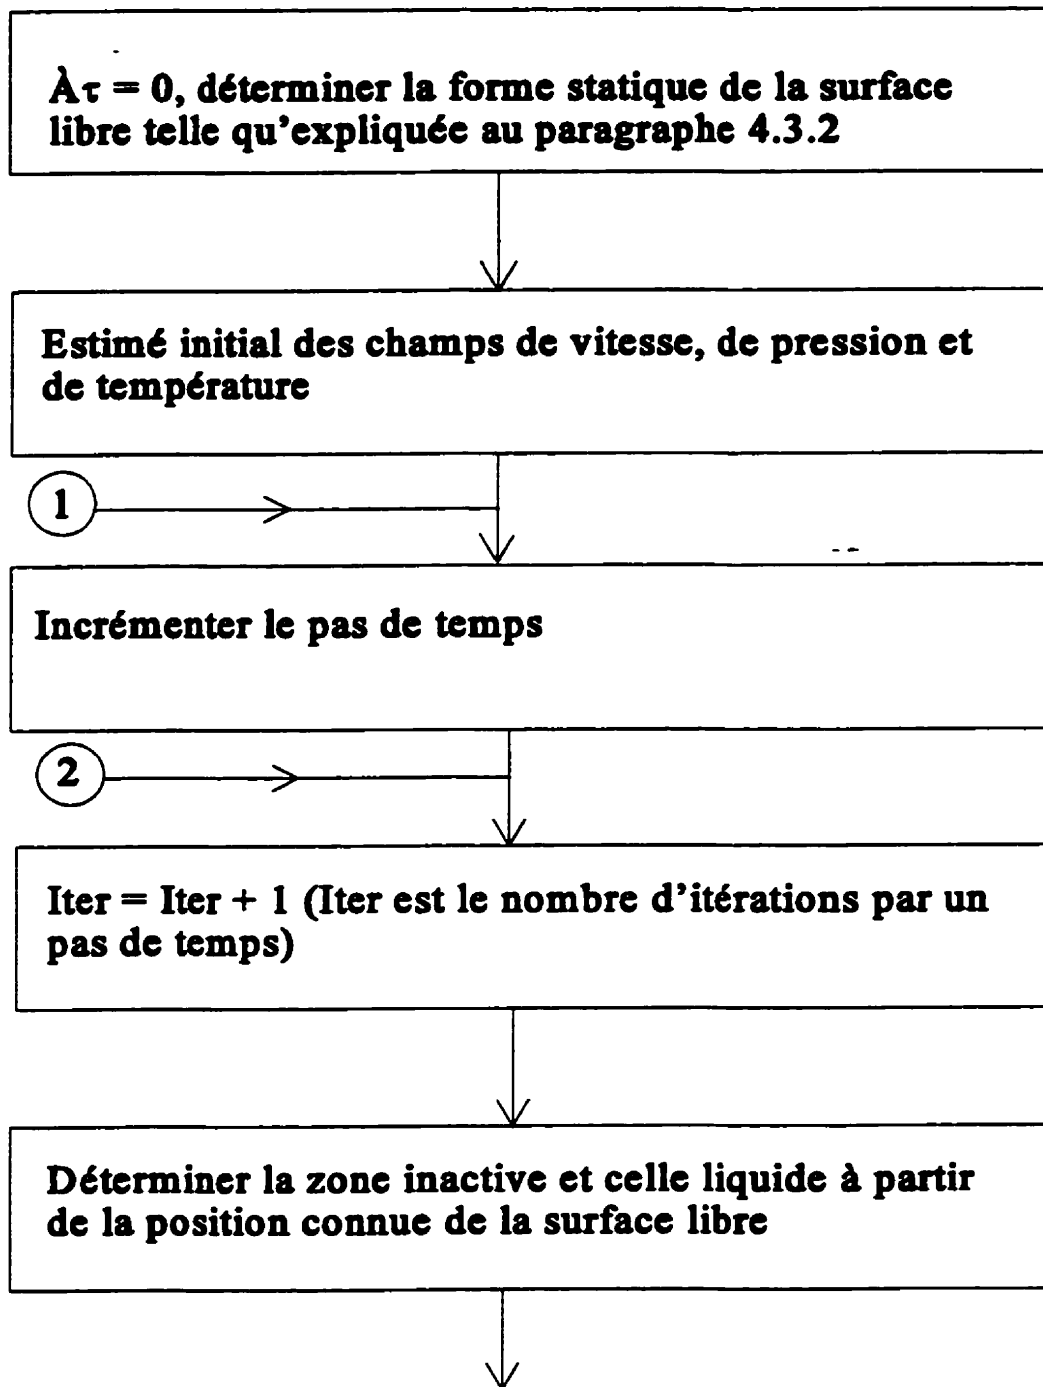 À τ = 0, déterminer la forme statique de la surface
libre telle qu'expliquée au paragraphe 4.3.2
Estimé initial des champs de vitesse, de pression et
de température
1
Incrémenter le pas de temps
2
Iter = Iter + 1 (Iter est le nombre d'itérations par un
pas de temps)
Déterminer la zone inactive et celle liquide à partir
de la position connue de la surface libre